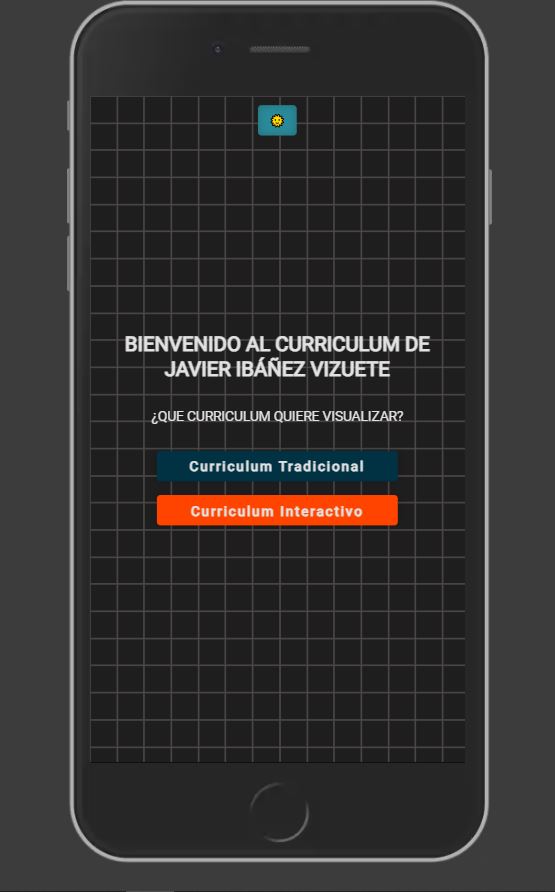 BIENVENIDO AL CURRICULUM DE
JAVIER IBÁÑEZ VIZUETE
¿QUE CURRICULUM QUIERE VISUALIZAR?
Curriculum Tradicional
Curriculum Interactivo